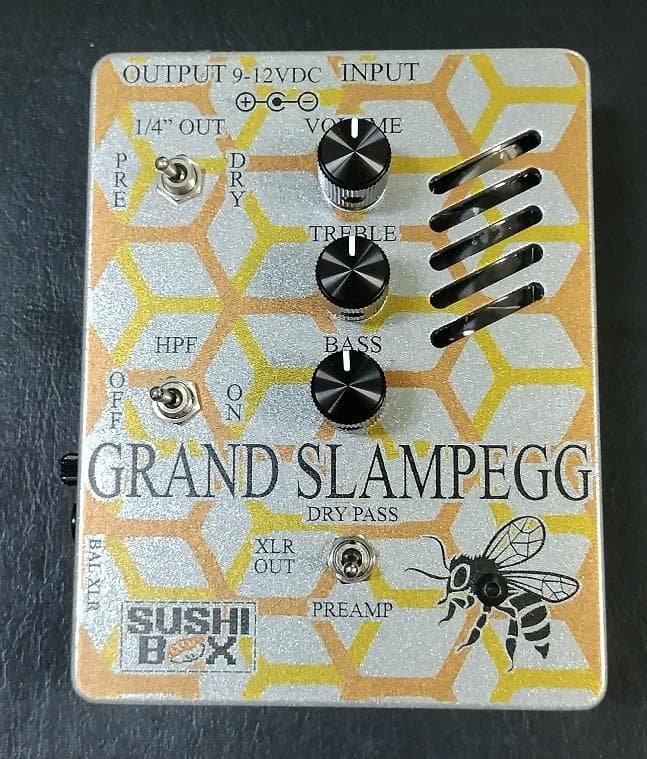 OUTPUT 9-12VDC INPUT
1/4” OUT
VOLUME
PRE
DRY
TREBLE
HPF
BASS
OFF
ON
GRAND SLAMPEGG
DRY PASS
XLR
OUT
BAL XLR
PREAMP
SUSHI
BOX